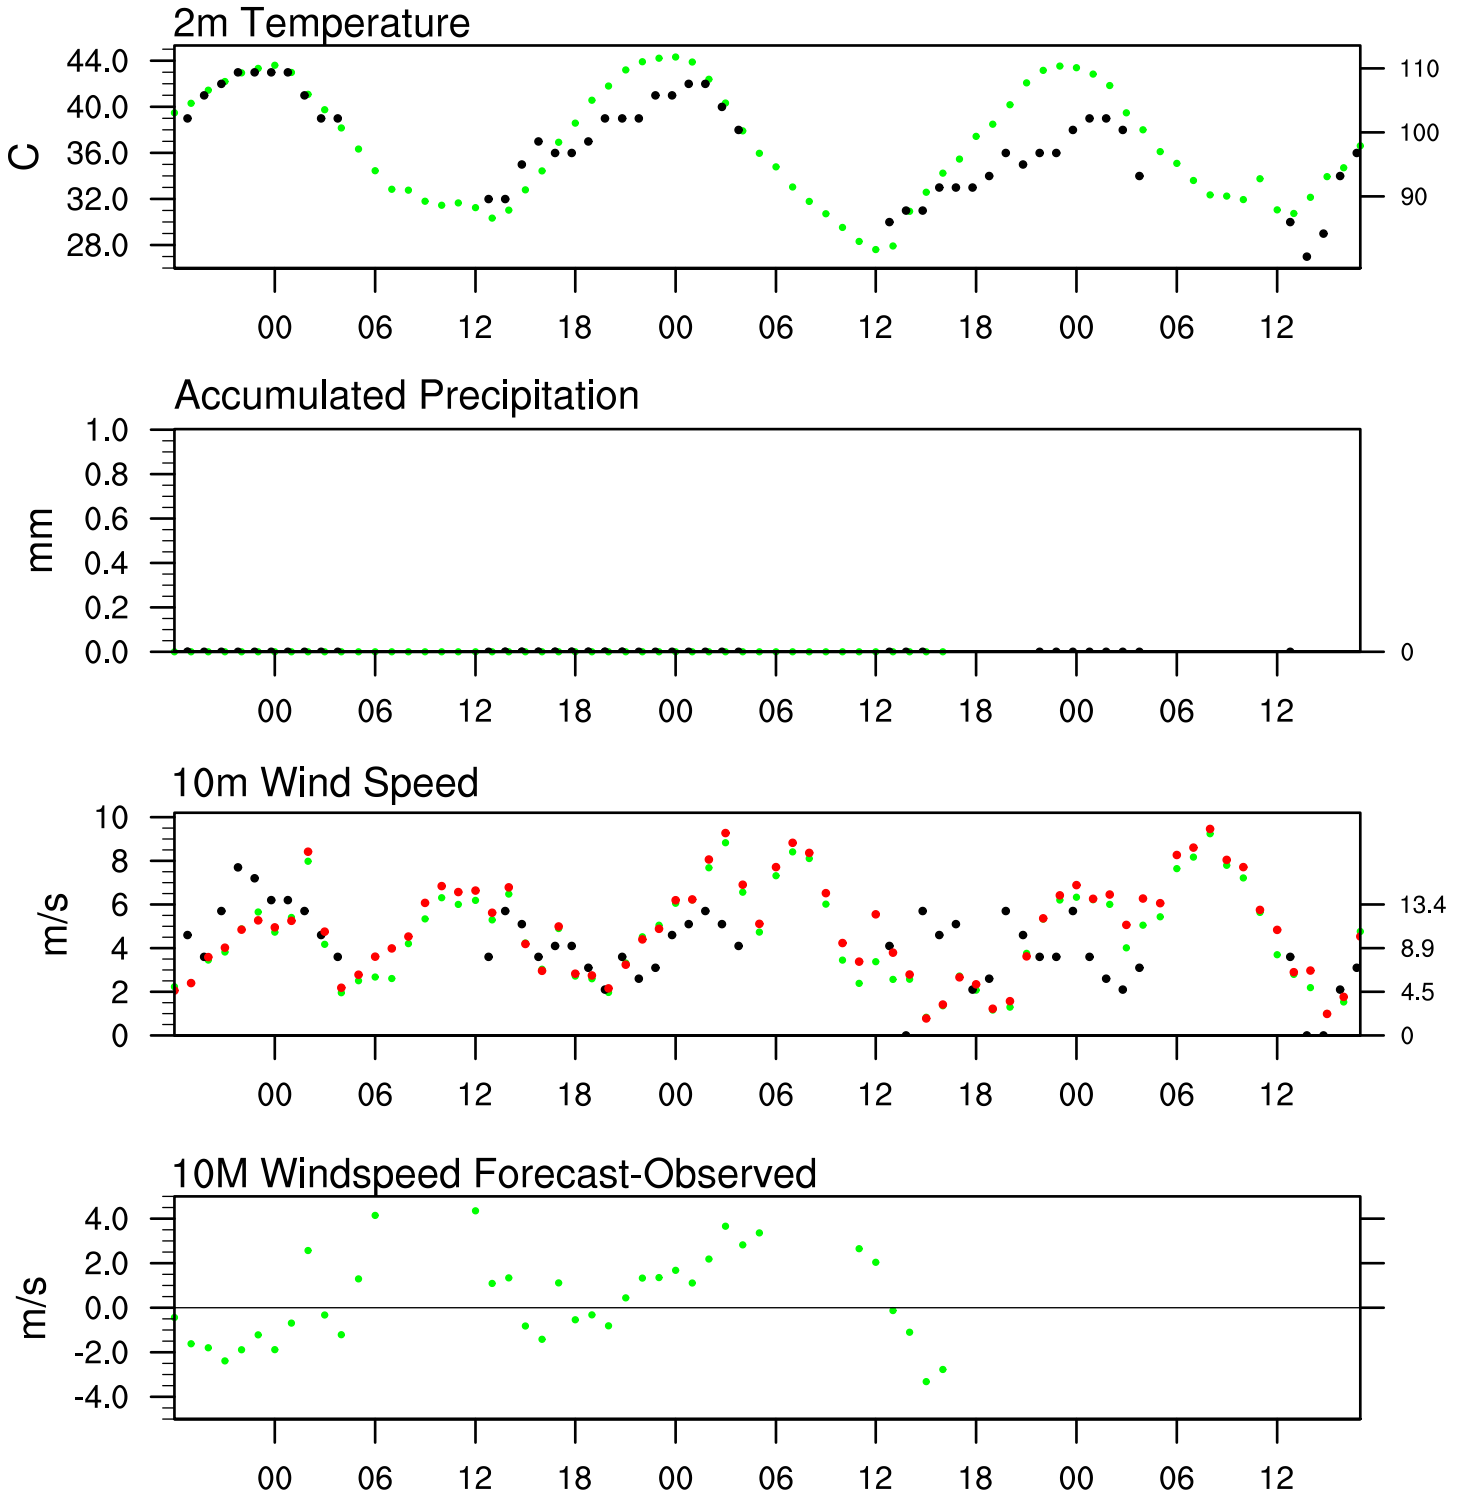 2m Temperature
44.0
40.0
36.0
32.0
28.0
C
110
100
90
00 06 12 18 00 06 12 18 00 06 12
Accumulated Precipitation
1.0
0.8
0.6
0.4
0.2
0.0
mm
0
00 06 12 18 00 06 12 18 00 06 12
10m Wind Speed
10
8
6
4
2
0
m/s
13.4
8.9
4.5
0
00 06 12 18 00 06 12 18 00 06 12
10M Windspeed Forecast-Observed
4.0
2.0
0.0
-2.0
-4.0
m/s
00 06 12 18 00 06 12 18 00 06 12